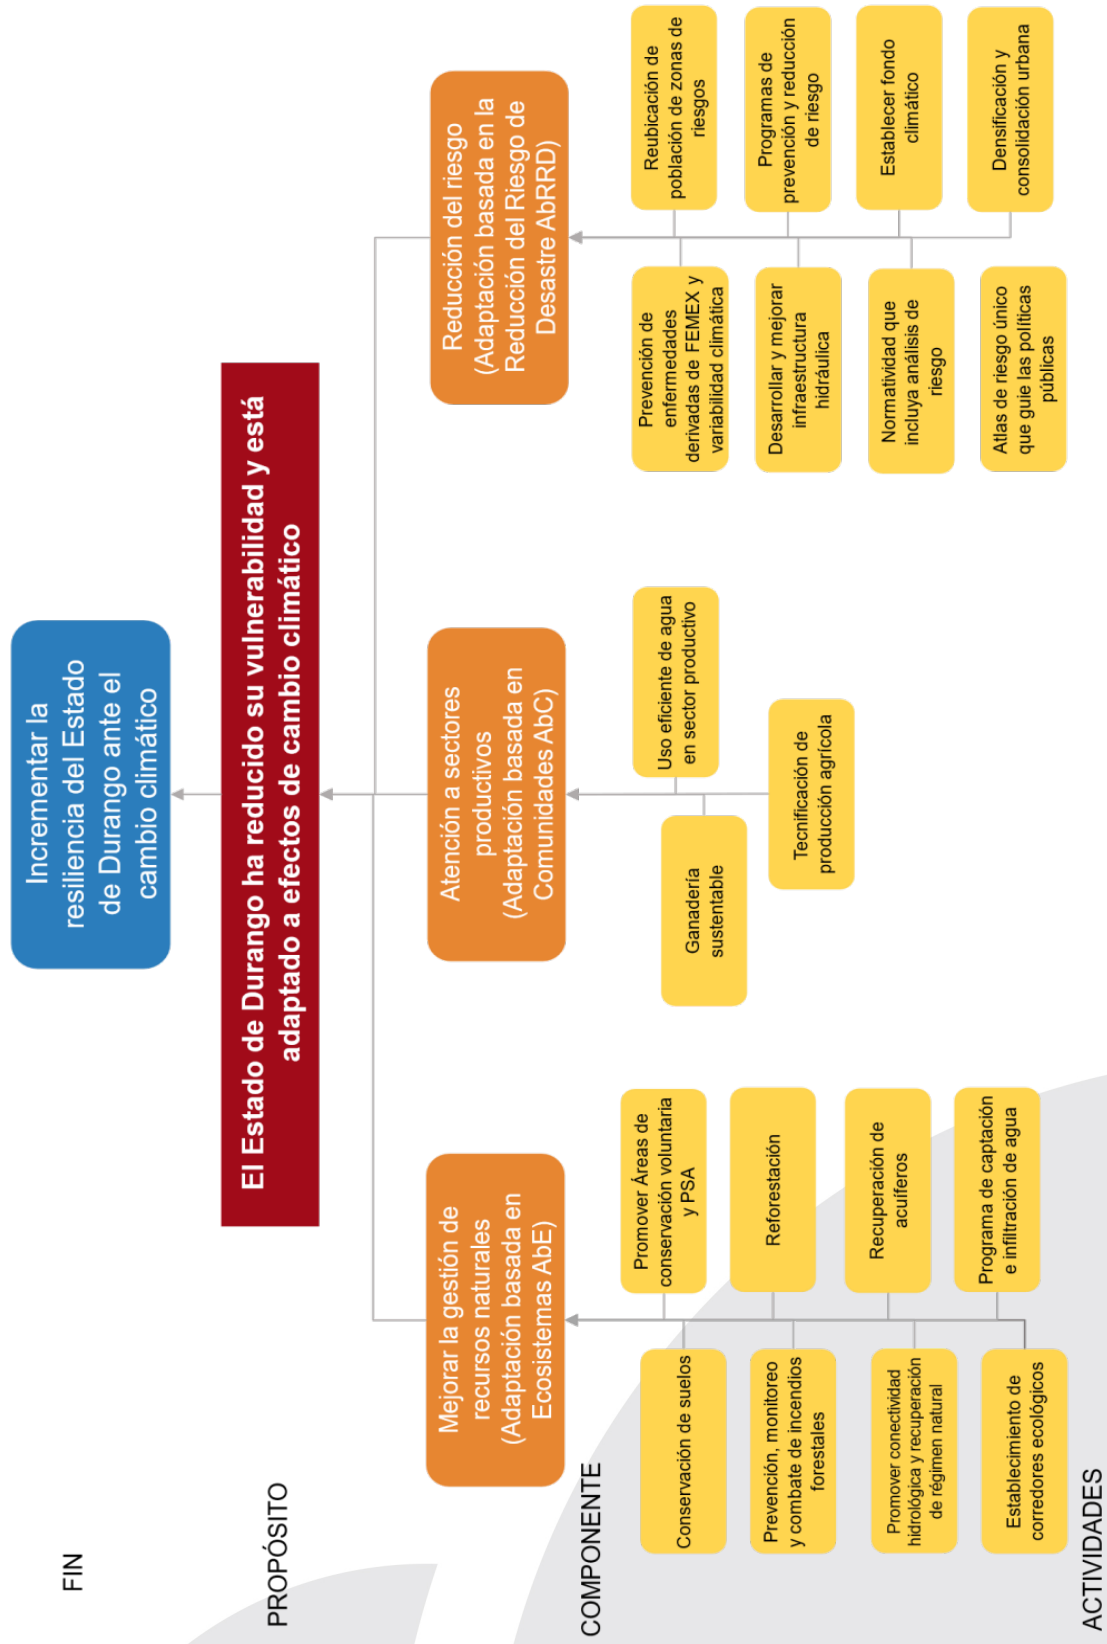 FIN
Incrementar la
resiliencia del Estado
de Durango ante el
cambio climático
PROPÓSITO
El Estado de Durango ha reducido su vulnerabilidad y está
adaptado a efectos de cambio climático
COMPONENTE
Mejorar la gestión de
recursos naturales
(Adaptación basada en
Ecosistemas AbE)
Atención a sectores
productivos
(Adaptación basada en
Comunidades AbC)
Reducción del riesgo
(Adaptación basada en la
Reducción del Riesgo de
Desastre AbRRD)
ACTIVIDADES
Conservación de suelos
Prevención, monitoreo
y combate de incendios
forestales
Promover conectividad
hidrológica y recuperación
de régimen natural
Establecimiento de
corredores ecológicos
Promover Áreas de
conservación voluntaria
y PSA
Reforestación
Recuperación de
acuíferos
Programa de captación
e infiltración de agua
Ganadería
sustentable
Uso eficiente de agua
en sector productivo
Tecnificación de
producción agrícola
Prevención de
enfermedades
derivadas de FEMEX y
variabilidad climática
Desarrollar y mejorar
infraestructura
hidráulica
Normatividad que
incluya análisis de
riesgo
Atlas de riesgo único
que guie las políticas
públicas
Reubicación de
población de zonas de
riesgos
Programas de
prevención y reducción
de riesgo
Establecer fondo
climático
Densificación y
consolidación urbana